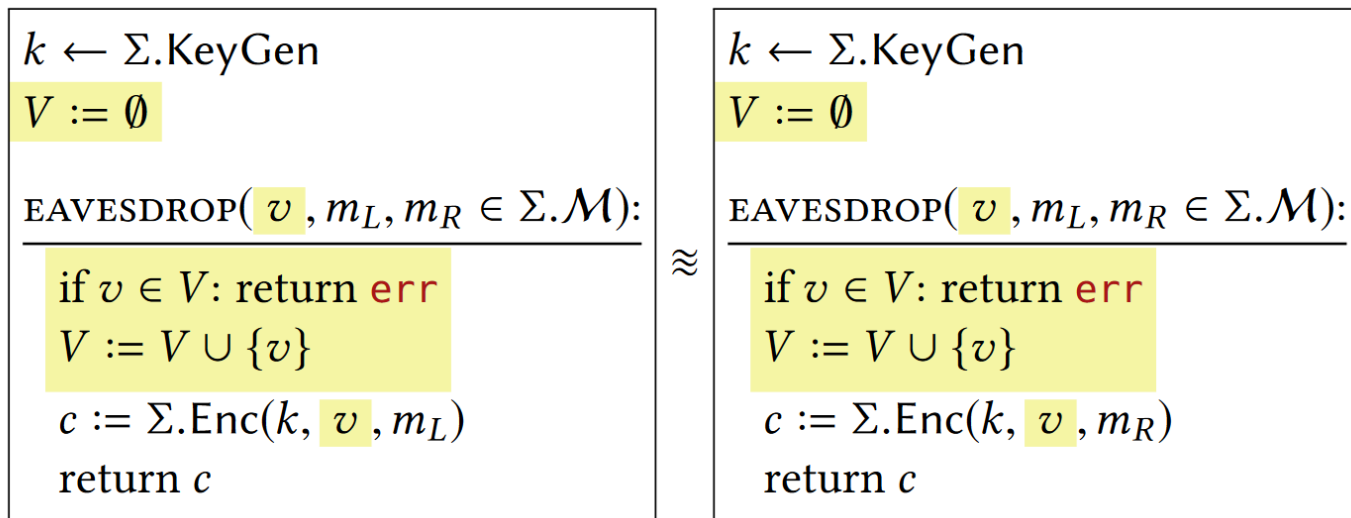 k ← Σ.KeyGen
V := ∅
EAVESDROP( v , m_L, m_R ∈ Σ.ℳ):
if v ∈ V: return err
V := V ∪ {v}
c := Σ.Enc(k, v , m_L)
return c
≋
k ← Σ.KeyGen
V := ∅
EAVESDROP( v , m_L, m_R ∈ Σ.ℳ):
if v ∈ V: return err
V := V ∪ {v}
c := Σ.Enc(k, v , m_R)
return c